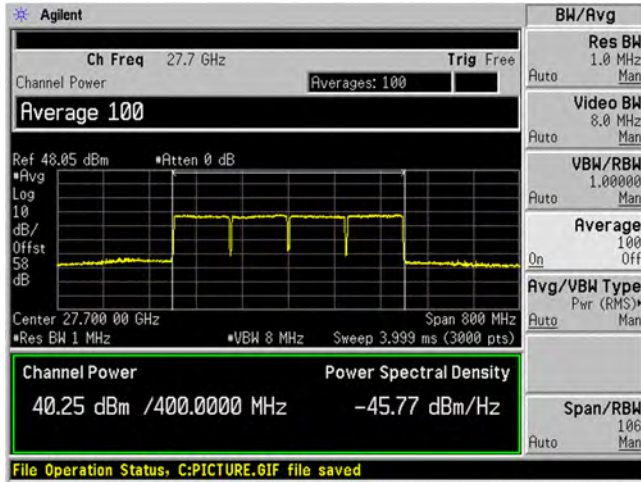 Agilent
BW/Avg
Ch Freq 27.7 GHz Trig Free
Channel Power Averages: 100
Average 100
Ref 48.05 dBm Atten 0 dB
Avg
Log
10
dB/
Offst
58
dB
Center 27.700 00 GHz Span 800 MHz
Res BW 1 MHz VBW 8 MHz Sweep 3.999 ms (3000 pts)
Channel Power Power Spectral Density
40.25 dBm /400.0000 MHz -45.77 dBm/Hz
File Operation Status, C:PICTURE.GIF file saved
Res BW
1.0 MHz
Auto Man
Video BW
8.0 MHz
Auto Man
VBW/RBW
1.00000
Auto Man
Average
100
On Off
Avg/VBW Type
Pwr (RMS)
Auto Man
Span/RBW
106
Auto Man